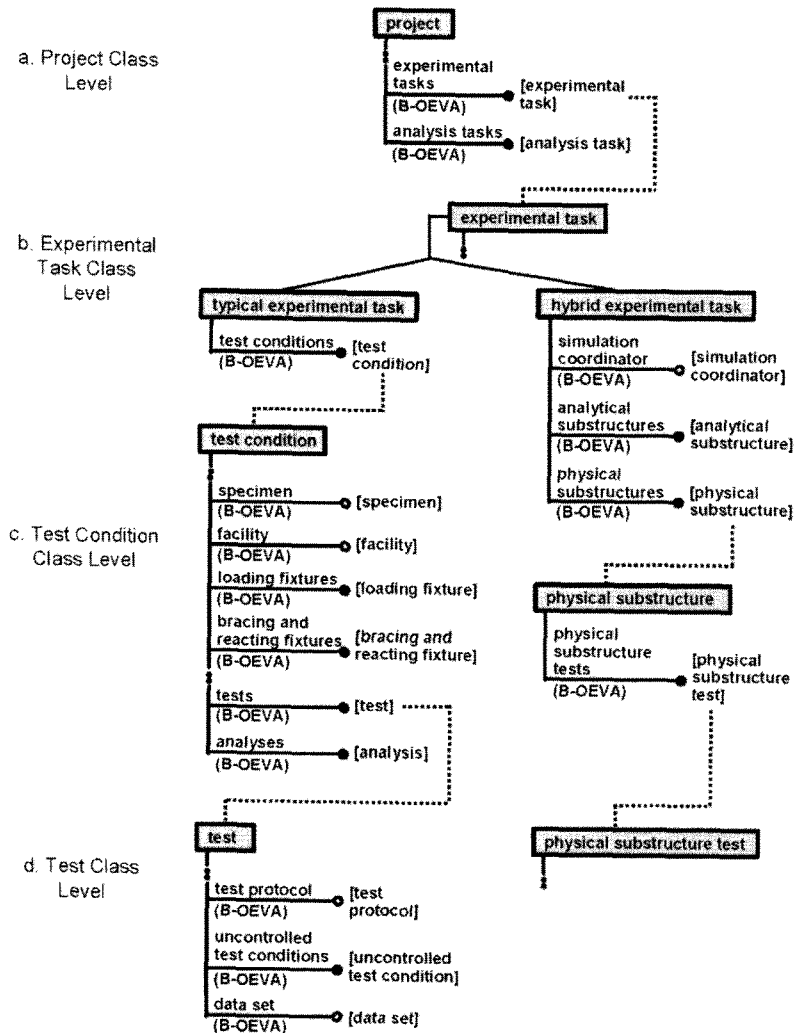 project
a. Project Class
Level
experimental
tasks
(B-OEVA)
[experimental
task]
analysis tasks
(B-OEVA)
[analysis task]
experimental task
b. Experimental
Task Class
Level
typical experimental task
test conditions
(B-OEVA)
[test
condition]
hybrid experimental task
simulation
coordinator
(B-OEVA)
[simulation
coordinator]
analytical
substructures
(B-OEVA)
[analytical
substructure]
physical
substructures
(B-OEVA)
[physical
substructure]
test condition
c. Test Condition
Class Level
specimen
(B-OEVA)
[specimen]
facility
(B-OEVA)
[facility]
loading fixtures
(B-OEVA)
[loading fixture]
bracing and
reacting fixtures
(B-OEVA)
[bracing and
reacting fixture]
tests
(B-OEVA)
[test]
analyses
(B-OEVA)
[analysis]
physical substructure
physical
substructure
tests
(B-OEVA)
[physical
substructure
test]
test
d. Test Class
Level
test protocol
(B-OEVA)
[test
protocol]
uncontrolled
test conditions
(B-OEVA)
[uncontrolled
test condition]
data set
(B-OEVA)
[data set]
physical substructure test